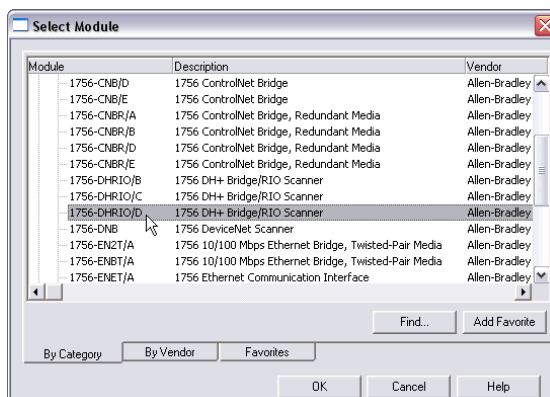 Select Module
Module Description Vendor
1756-CNB/D 1756 ControlNet Bridge Allen-Bradley
1756-CNB/E 1756 ControlNet Bridge Allen-Bradley
1756-CNBR/A 1756 ControlNet Bridge, Redundant Media Allen-Bradley
1756-CNBR/B 1756 ControlNet Bridge, Redundant Media Allen-Bradley
1756-CNBR/D 1756 ControlNet Bridge, Redundant Media Allen-Bradley
1756-CNBR/E 1756 ControlNet Bridge, Redundant Media Allen-Bradley
1756-DHRIO/B 1756 DH+ Bridge/RIO Scanner Allen-Bradley
1756-DHRIO/C 1756 DH+ Bridge/RIO Scanner Allen-Bradley
1756-DHRIO/D 1756 DH+ Bridge/RIO Scanner Allen-Bradley
1756-DNB 1756 DeviceNet Scanner Allen-Bradley
1756-EN2T/A 1756 10/100 Mbps Ethernet Bridge, Twisted-Pair Media Allen-Bradley
1756-ENBT/A 1756 10/100 Mbps Ethernet Bridge, Twisted-Pair Media Allen-Bradley
1756-ENET/A 1756 Ethernet Communication Interface Allen-Bradley
Find... Add Favorite
By Category By Vendor Favorites
OK Cancel Help